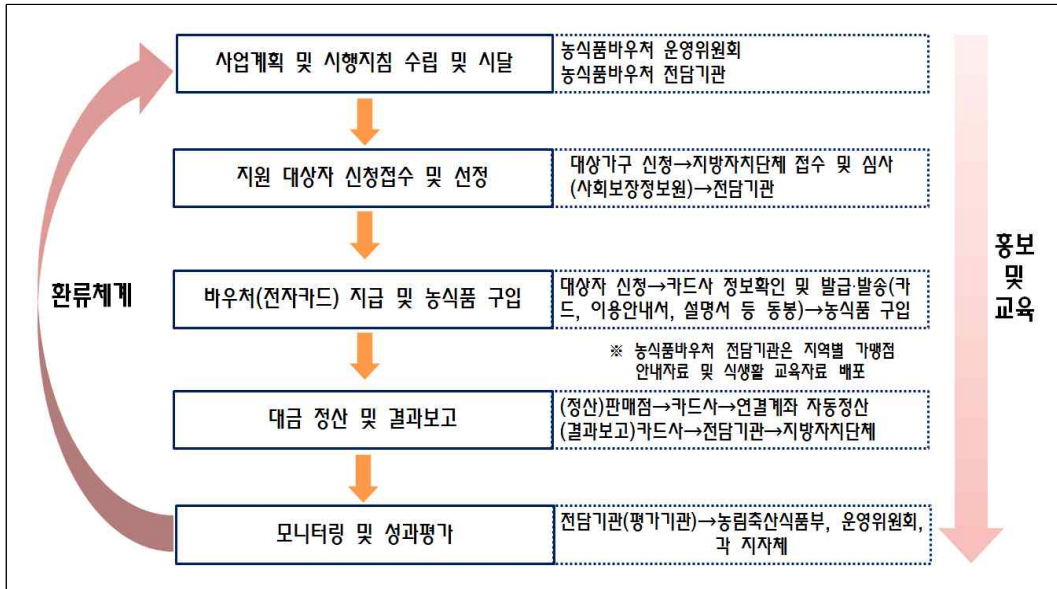 사업계획 및 시행지침 수립 및 시달
농식품바우처 운영위원회
농식품바우처 전담기관
지원 대상자 신청접수 및 선정
대상가구 신청→지방자치단체 접수 및 심사
(사회보장정보원)→전담기관
환류체계
바우처(전자카드) 지급 및 농식품 구입
대상자 신청→카드사 정보확인 및 발급·발송(카
드, 이용안내서, 설명서 등 동봉)→농식품 구입
홍보
및
교육
※ 농식품바우처 전담기관은 지역별 가맹점
안내자료 및 식생활 교육자료 배포
대금 정산 및 결과보고
(정산)판매점→카드사→연결계좌 자동정산
(결과보고)카드사→전담기관→지방자치단체
모니터링 및 성과평가
전담기관(평가기관)→농림축산식품부, 운영위원회,
각 지자체